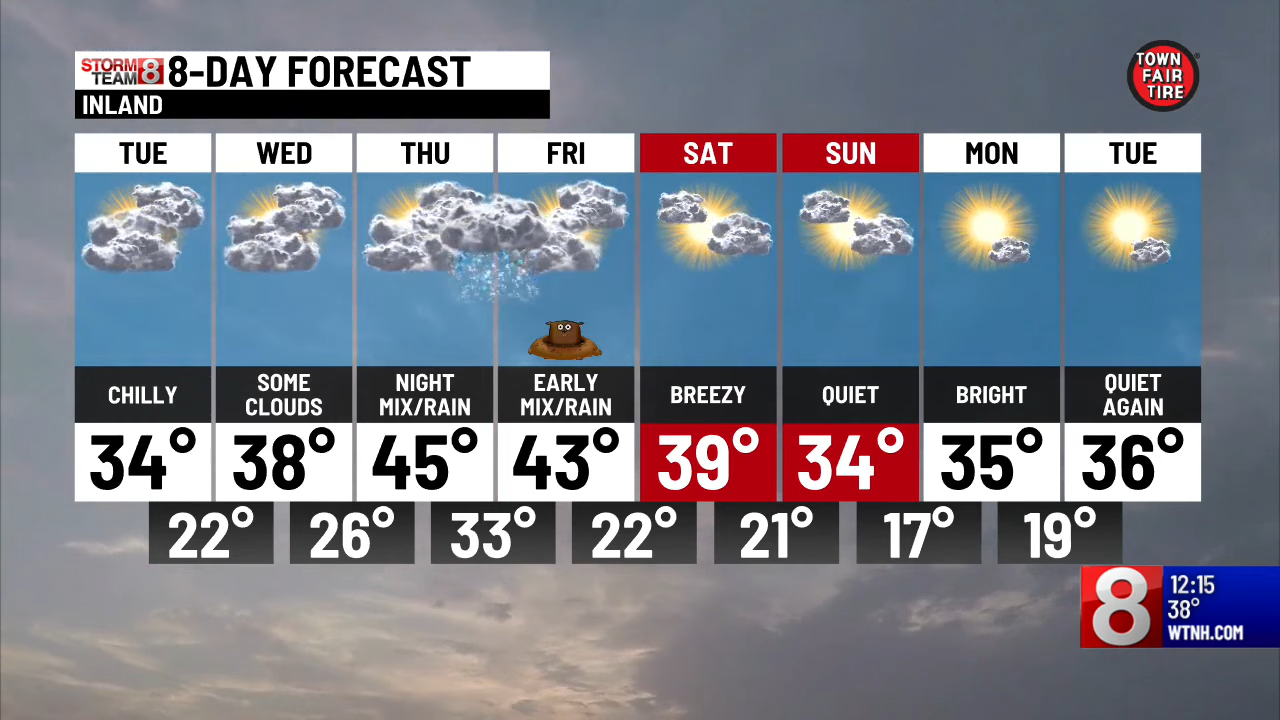 STORM TEAM 8 8-DAY FORECAST
INLAND
TOWN
FAIR
TIRE
®
TUE WED THU FRI SAT SUN MON TUE
CHILLY
SOME
CLOUDS
NIGHT
MIX/RAIN
EARLY
MIX/RAIN
BREEZY
QUIET
BRIGHT
QUIET
AGAIN
34° 38° 45° 43° 39° 34° 35° 36°
22° 26° 33° 22° 21° 17° 19°
8
12:15
38°
WTNH.COM